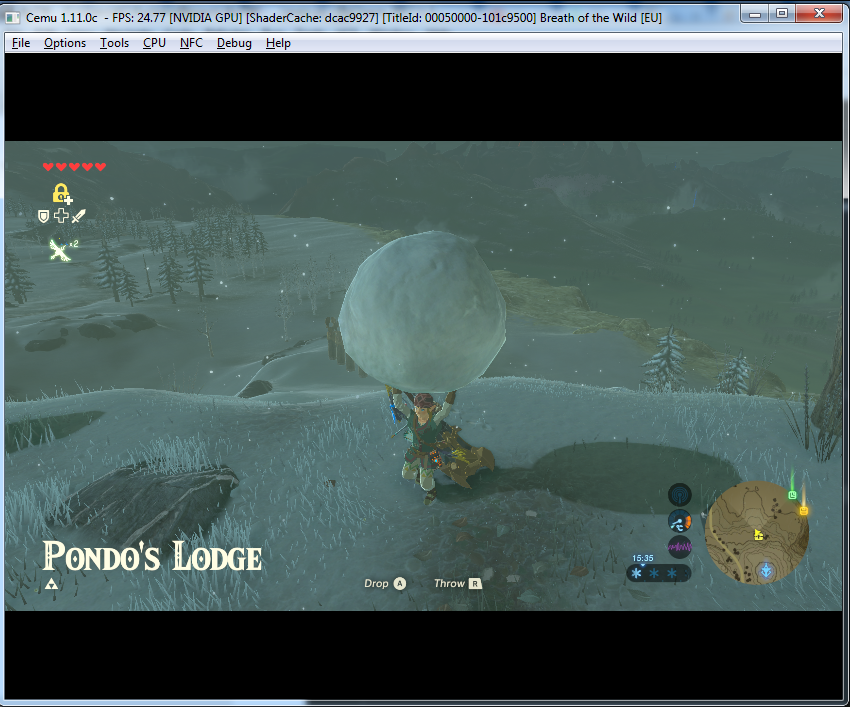 Cemu 1.11.0c - FPS: 24.77 [NVIDIA GPU] [ShaderCache: dcac9927] [TitleId: 00050000-101c9500] Breath of the Wild [EU]
File Options Tools CPU NFC Debug Help
×2
15:35
Pondo's Lodge
Drop A Throw R